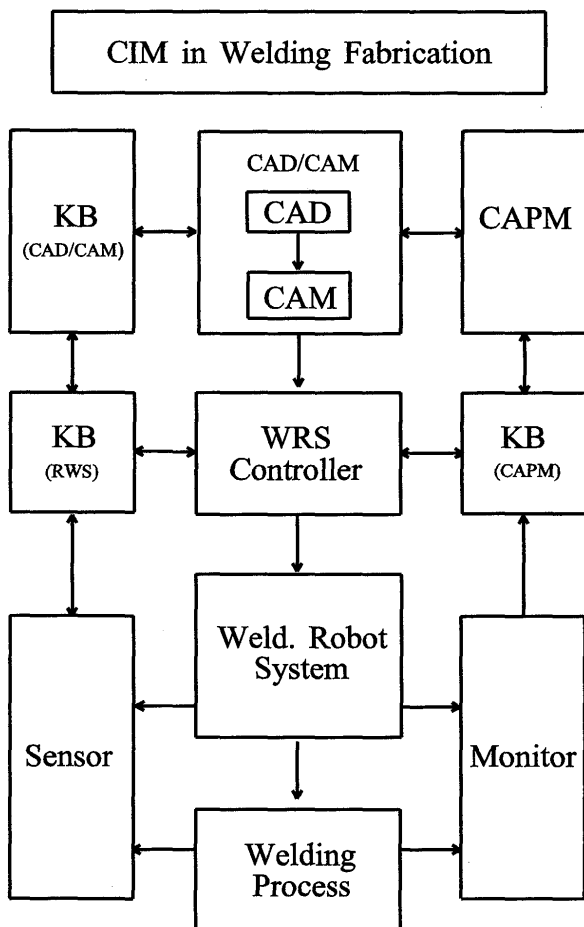 CIM in Welding Fabrication
KB
(CAD/CAM)
CAD/CAM
CAD
CAM
CAPM
KB
(RWS)
WRS
Controller
KB
(CAPM)
Weld. Robot
System
Sensor
Monitor
Welding
Process